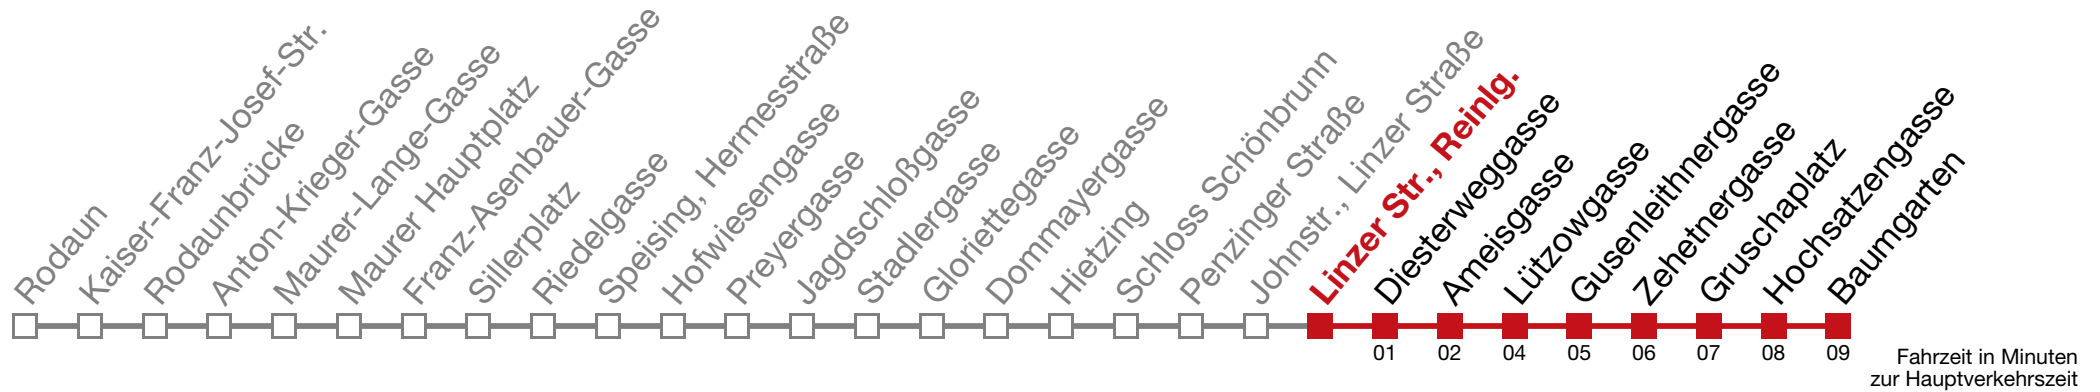 Rodaun
Kaiser-Franz-Josef-Str.
Rodaunbrücke
Anton-Krieger-Gasse
Maurer-Lange-Gasse
Maurer Hauptplatz
Franz-Asenbauer-Gasse
Sillerplatz
Riedelgasse
Speising, Hermesstraße
Hofwiesengasse
Preyergasse
Jagdschloßgasse
Stadlergasse
Gloriettegasse
Dommayergasse
Hietzing
Schloss Schönbrunn
Penzinger Straße
Johnstr., Linzer Straße
Linzer Str., Reinlg.
Diesterweggasse
Ameisgasse
Lützowgasse
Gusenleithnergasse
Zehetnergasse
Gruschaplatz
Hochsatzengasse
Baumgarten
01 02 04 05 06 07 08 09
Fahrzeit in Minuten
zur Hauptverkehrszeit